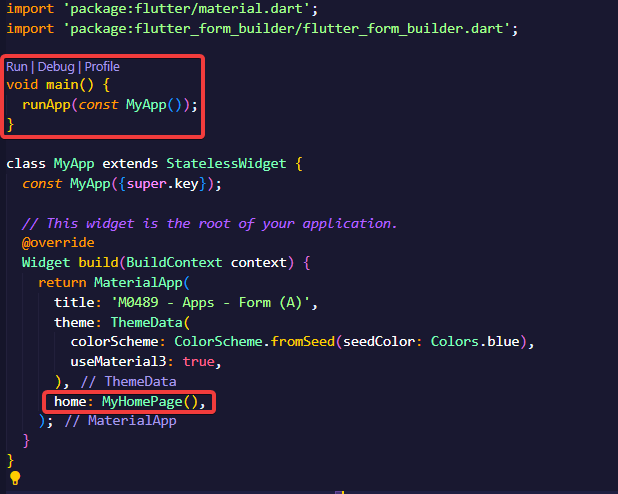 import 'package:flutter/material.dart';
import 'package:flutter_form_builder/flutter_form_builder.dart';
Run | Debug | Profile
void main() {
  runApp(const MyApp());
}
class MyApp extends StatelessWidget {
  const MyApp({super.key});
  // This widget is the root of your application.
  @override
  Widget build(BuildContext context) {
    return MaterialApp(
      title: 'M0489 - Apps - Form (A)',
      theme: ThemeData(
        colorScheme: ColorScheme.fromSeed(seedColor: Colors.blue),
        useMaterial3: true,
      ), // ThemeData
      home: MyHomePage(),
    ); // MaterialApp
  }
}